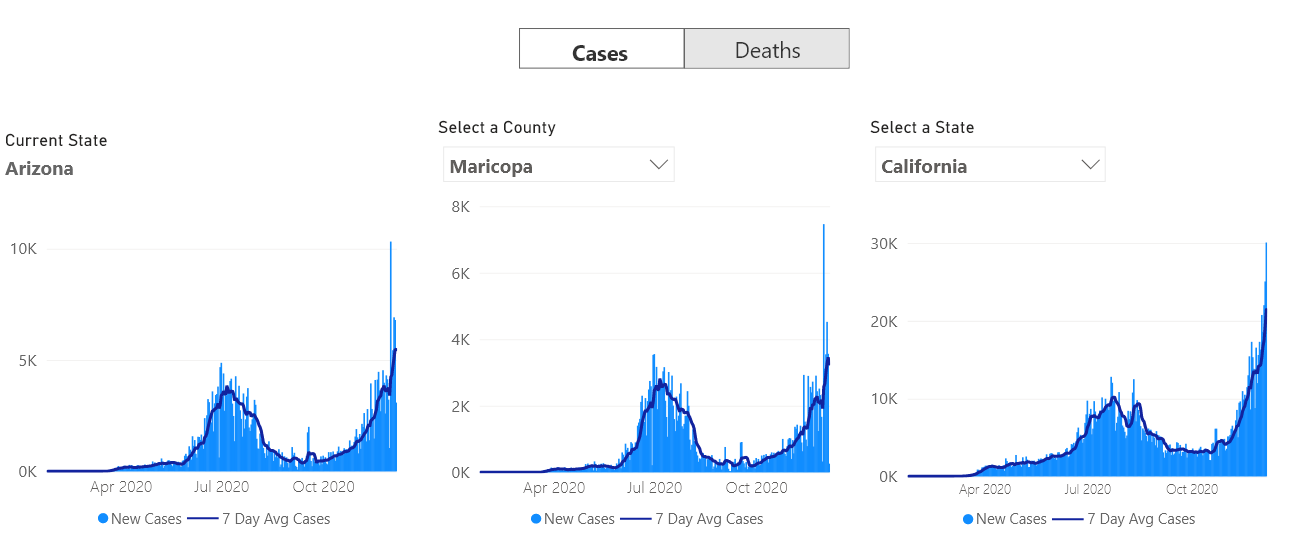 Cases Deaths
Current State
Arizona
10K
5K
0K
Apr 2020 Jul 2020 Oct 2020
New Cases 7 Day Avg Cases
Select a County
Maricopa
8K
6K
4K
2K
0K
Apr 2020 Jul 2020 Oct 2020
New Cases 7 Day Avg Cases
Select a State
California
30K
20K
10K
0K
Apr 2020 Jul 2020 Oct 2020
New Cases 7 Day Avg Cases